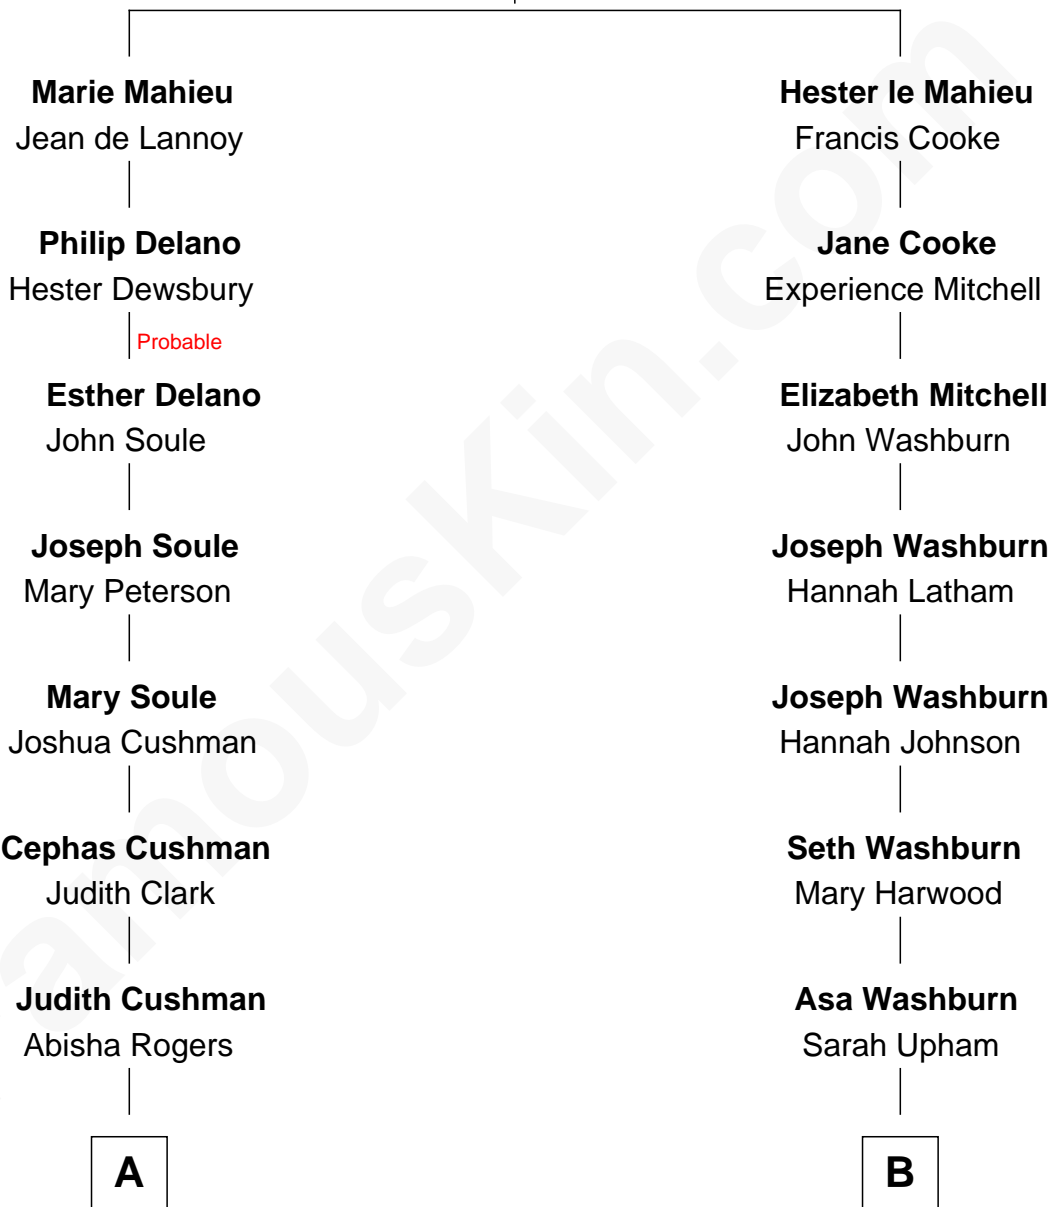 Marie Mahieu
Jean de Lannoy
Hester le Mahieu
Francis Cooke
Philip Delano
Hester Dewsbury
Jane Cooke
Experience Mitchell
Probable
Esther Delano
John Soule
Elizabeth Mitchell
John Washburn
Joseph Soule
Mary Peterson
Joseph Washburn
Hannah Latham
Mary Soule
Joshua Cushman
Joseph Washburn
Hannah Johnson
Cephas Cushman
Judith Clark
Seth Washburn
Mary Harwood
Judith Cushman
Abisha Rogers
Asa Washburn
Sarah Upham
A
B
amouskin.com